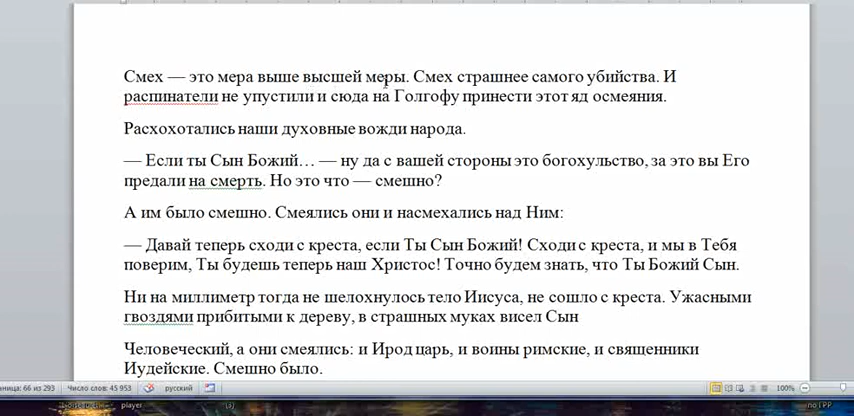 Смех — это мера выше высшей меры. Смех страшнее самого убийства. И
распинатели не упустили и сюда на Голгофу принести этот яд осмеяния.
Расхохотались наши духовные вожди народа.
— Если ты Сын Божий… — ну да с вашей стороны это богохульство, за это вы Его
предали на смерть. Но это что — смешно?
А им было смешно. Смеялись они и насмехались над Ним:
— Давай теперь сходи с креста, если Ты Сын Божий! Сходи с креста, и мы в Тебя
поверим, Ты будешь теперь наш Христос! Точно будем знать, что Ты Божий Сын.
Ни на миллиметр тогда не шелохнулось тело Иисуса, не сошло с креста. Ужасными
гвоздями прибитыми к дереву, в страшных муках висел Сын
Человеческий, а они смеялись: и Ирод царь, и воины римские, и священники
Иудейские. Смешно было.
аница: 66 из 293 Число слов: 45 953 русский 100%
player (3)